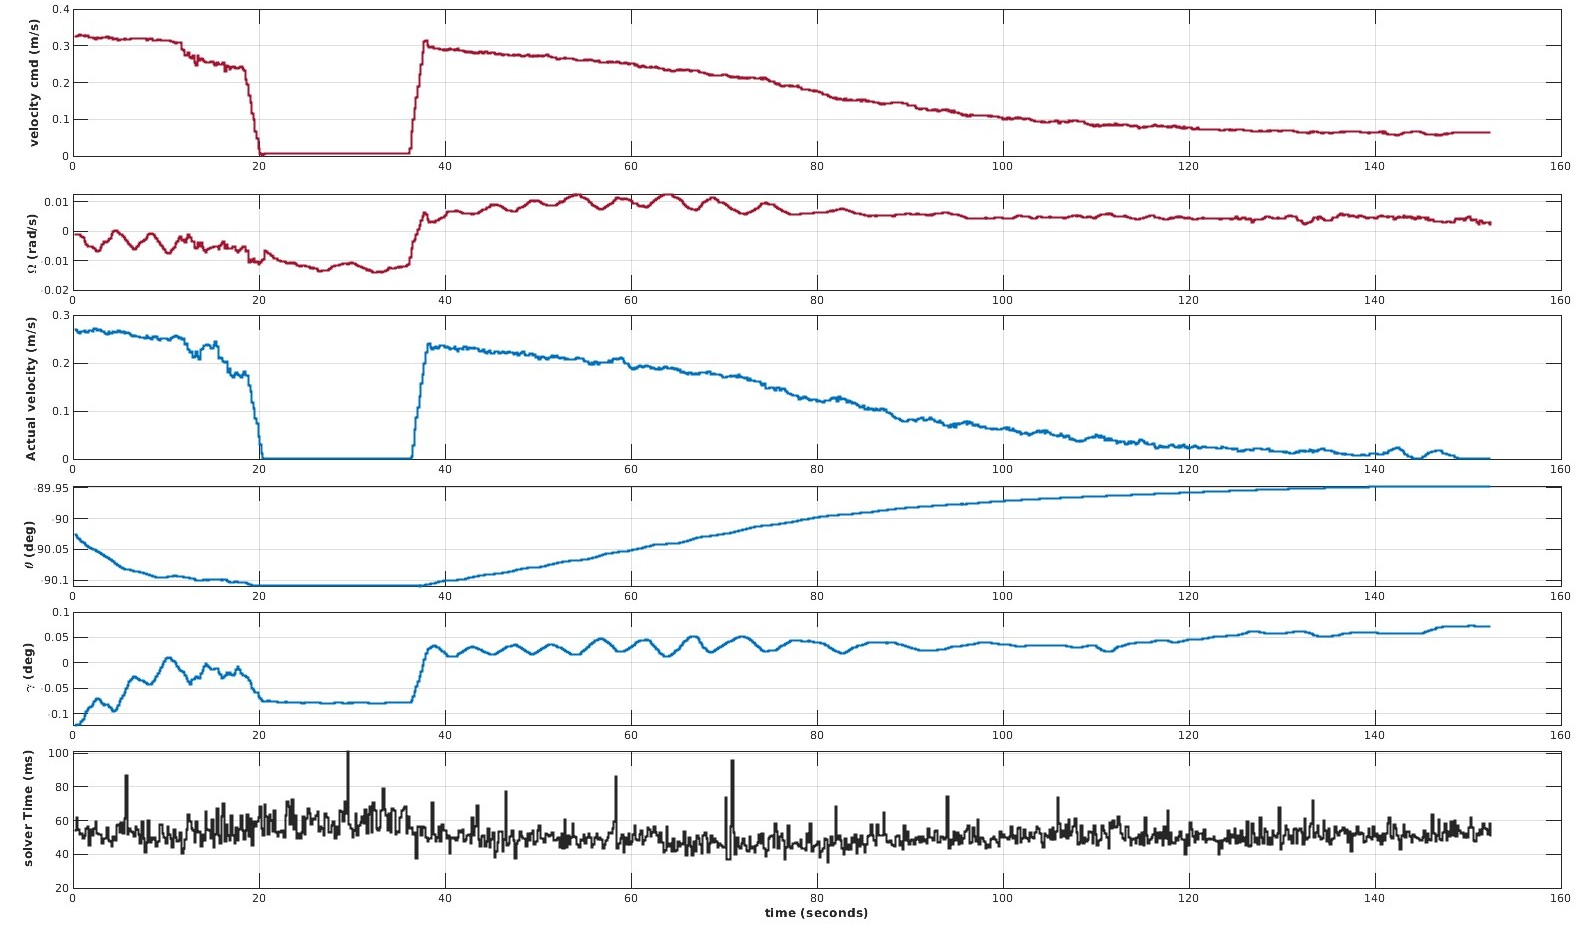 velocity cmd (m/s)
0.4
0.3
0.2
0.1
0
0 20 40 60 80 100 120 140 160
Ω (rad/s)
0.01
0
-0.01
-0.02
0 20 40 60 80 100 120 140 160
Actual velocity (m/s)
0.3
0.2
0.1
0
0 20 40 60 80 100 120 140 160
θ (deg)
-89.95
-90
-90.05
-90.1
0 20 40 60 80 100 120 140 160
γ (deg)
0.1
0.05
0
-0.05
-0.1
0 20 40 60 80 100 120 140 160
solver Time (ms)
100
80
60
40
20
0 20 40 60 80 100 120 140 160
time (seconds)